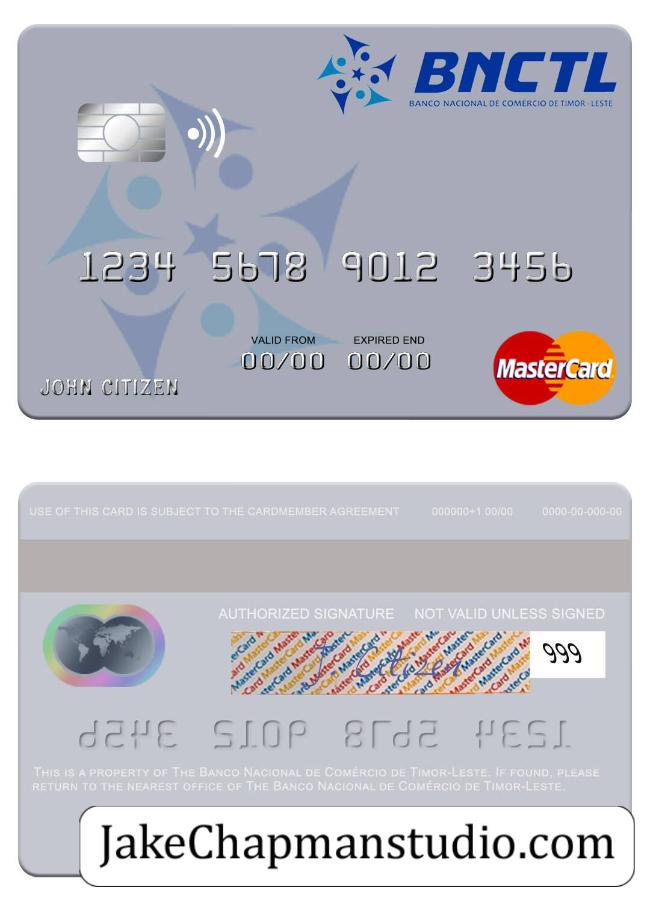 BNCTL
BANCO NACIONAL DE COMÉRCIO DE TIMOR-LESTE
1234 5678 9012 3456
VALID FROM EXPIRED END
00/00 00/00
JOHN CITIZEN
MasterCard
USE OF THIS CARD IS SUBJECT TO THE CARDMEMBER AGREEMENT 000000+1 00/00 0000-00-000-00
AUTHORIZED SIGNATURE NOT VALID UNLESS SIGNED
MasterCard MasterCard MasterCard
999
THIS IS A PROPERTY OF THE BANCO NACIONAL DE COMÉRCIO DE TIMOR-LESTE. IF FOUND, PLEASE
RETURN TO THE NEAREST OFFICE OF THE BANCO NACIONAL DE COMÉRCIO DE TIMOR-LESTE.
JakeChapmanstudio.com